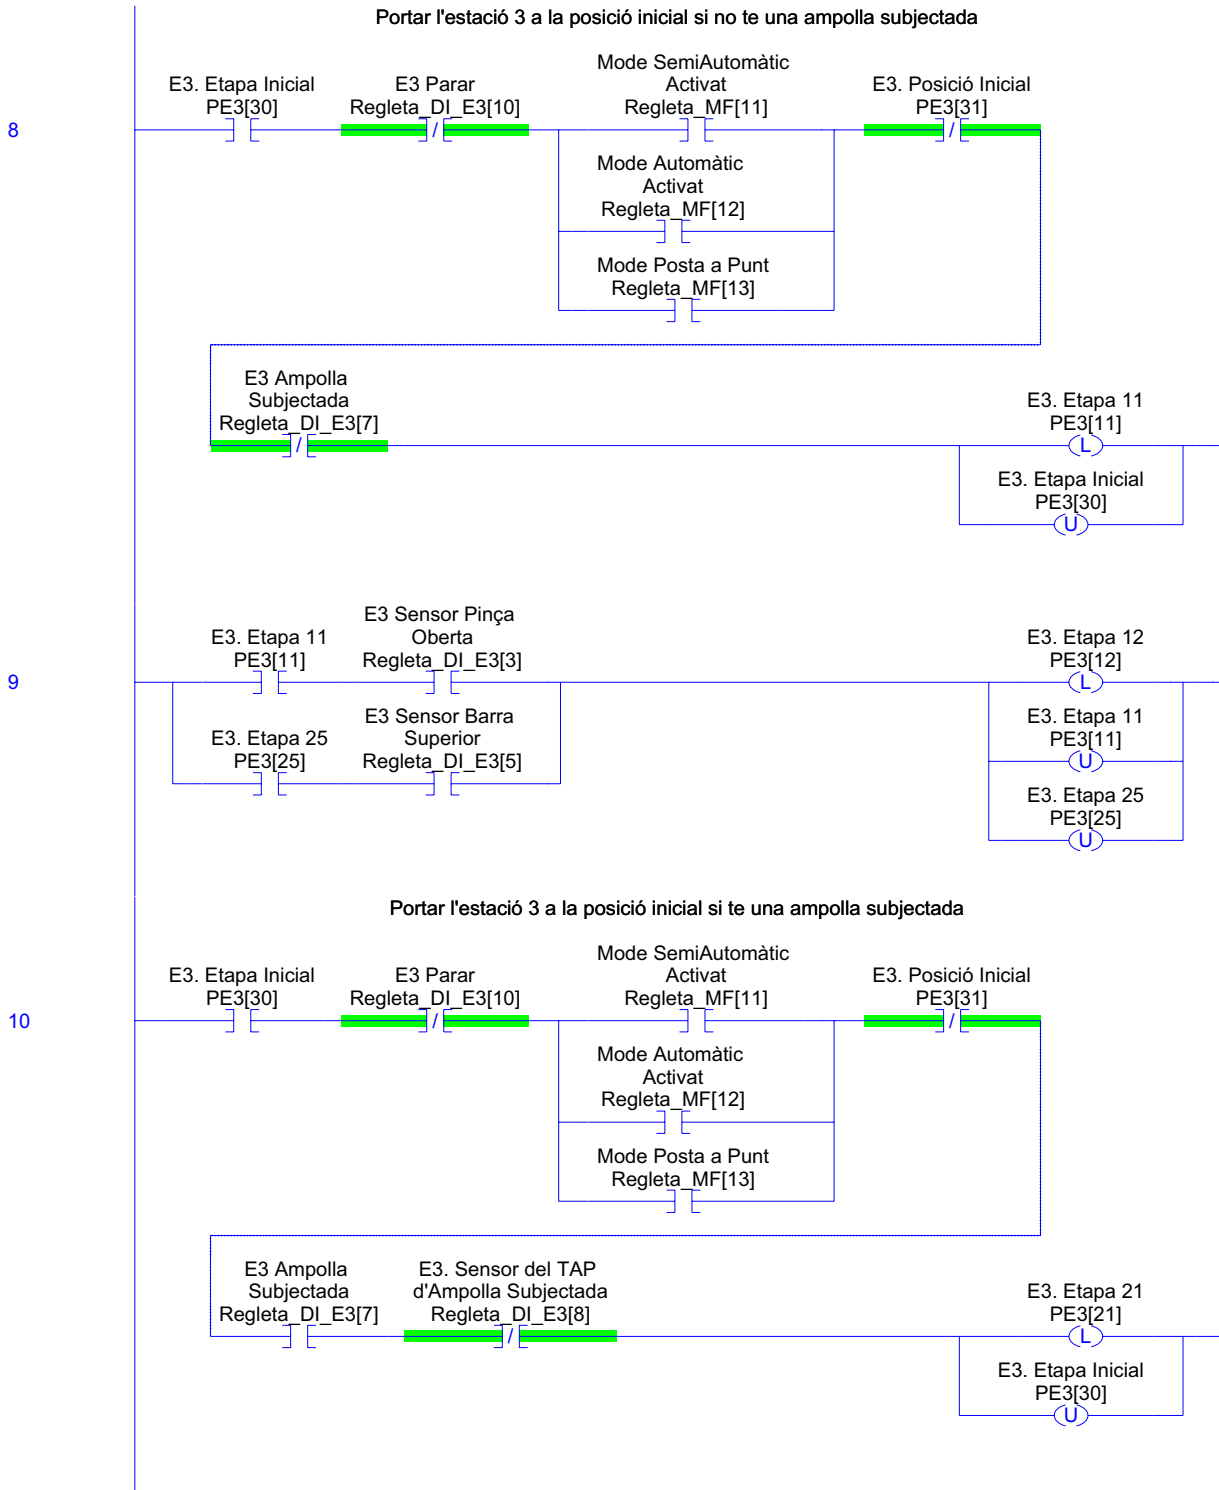 Portar l'estació 3 a la posició inicial si no te una ampolla subjectada
E3. Etapa Inicial
PE3[30]
E3 Parar
Regleta_DI_E3[10]
Mode SemiAutomàtic
Activat
Regleta_MF[11]
E3. Posició Inicial
PE3[31]
8
Mode Automàtic
Activat
Regleta_MF[12]
Mode Posta a Punt
Regleta_MF[13]
E3 Ampolla
Subjectada
Regleta_DI_E3[7]
E3. Etapa 11
PE3[11]
L
E3. Etapa Inicial
PE3[30]
U
E3. Etapa 11
PE3[11]
E3 Sensor Pinça
Oberta
Regleta_DI_E3[3]
E3. Etapa 12
PE3[12]
9
L
E3. Etapa 25
PE3[25]
E3 Sensor Barra
Superior
Regleta_DI_E3[5]
E3. Etapa 11
PE3[11]
U
E3. Etapa 25
PE3[25]
U
Portar l'estació 3 a la posició inicial si te una ampolla subjectada
E3. Etapa Inicial
PE3[30]
E3 Parar
Regleta_DI_E3[10]
Mode SemiAutomàtic
Activat
Regleta_MF[11]
E3. Posició Inicial
PE3[31]
10
Mode Automàtic
Activat
Regleta_MF[12]
Mode Posta a Punt
Regleta_MF[13]
E3 Ampolla
Subjectada
Regleta_DI_E3[7]
E3. Sensor del TAP
d'Ampolla Subjectada
Regleta_DI_E3[8]
E3. Etapa 21
PE3[21]
L
E3. Etapa Inicial
PE3[30]
U